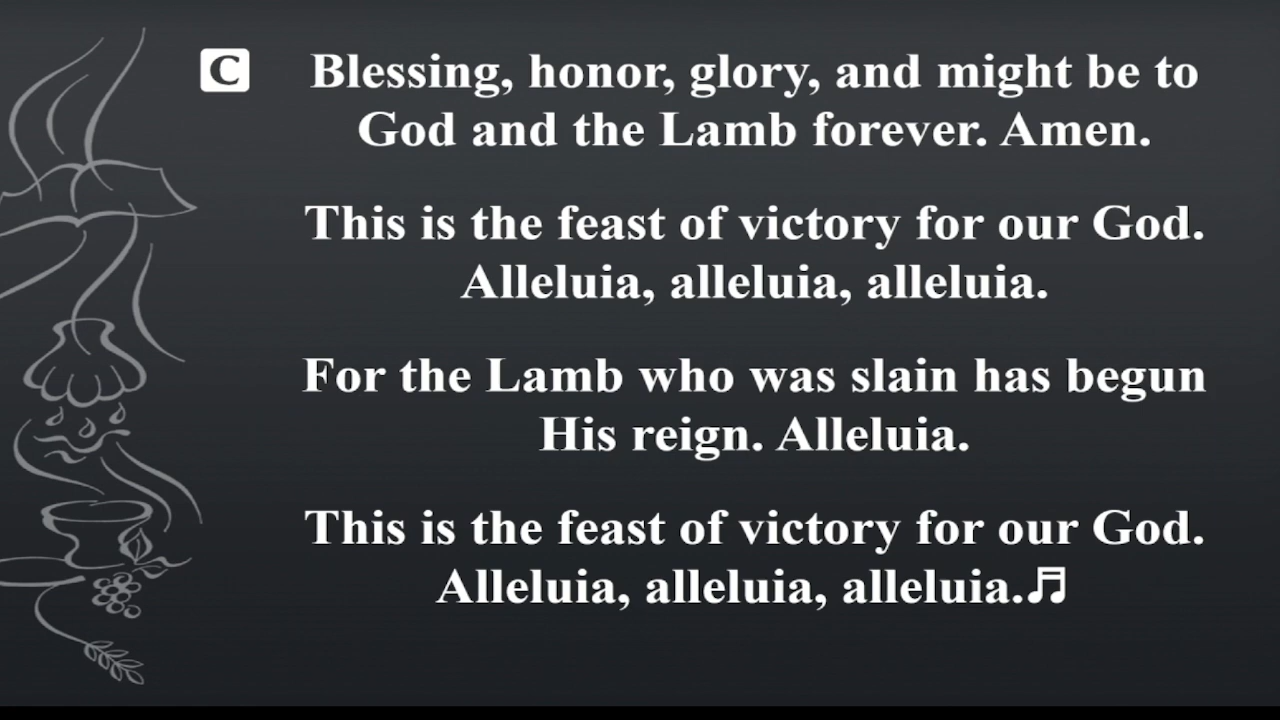 C Blessing, honor, glory, and might be to
God and the Lamb forever. Amen.
This is the feast of victory for our God.
Alleluia, alleluia, alleluia.
For the Lamb who was slain has begun
His reign. Alleluia.
This is the feast of victory for our God.
Alleluia, alleluia, alleluia.♬